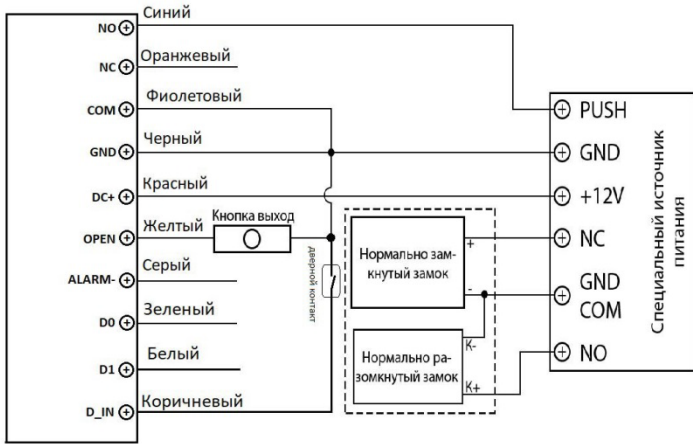 NO Синий
NC Оранжевый
COM Фиолетовый
GND Черный
DC+ Красный
OPEN Желтый
Кнопка выход
ALARM- Серый
D0 Зеленый
D1 Белый
D_IN Коричневый
дверной контакт
Нормально зам-
кнутый замок
+
-
Нормально ра-
зомкнутый замок
K-
K+
PUSH
GND
+12V
NC
GND
COM
NO
Специальный источник
питания